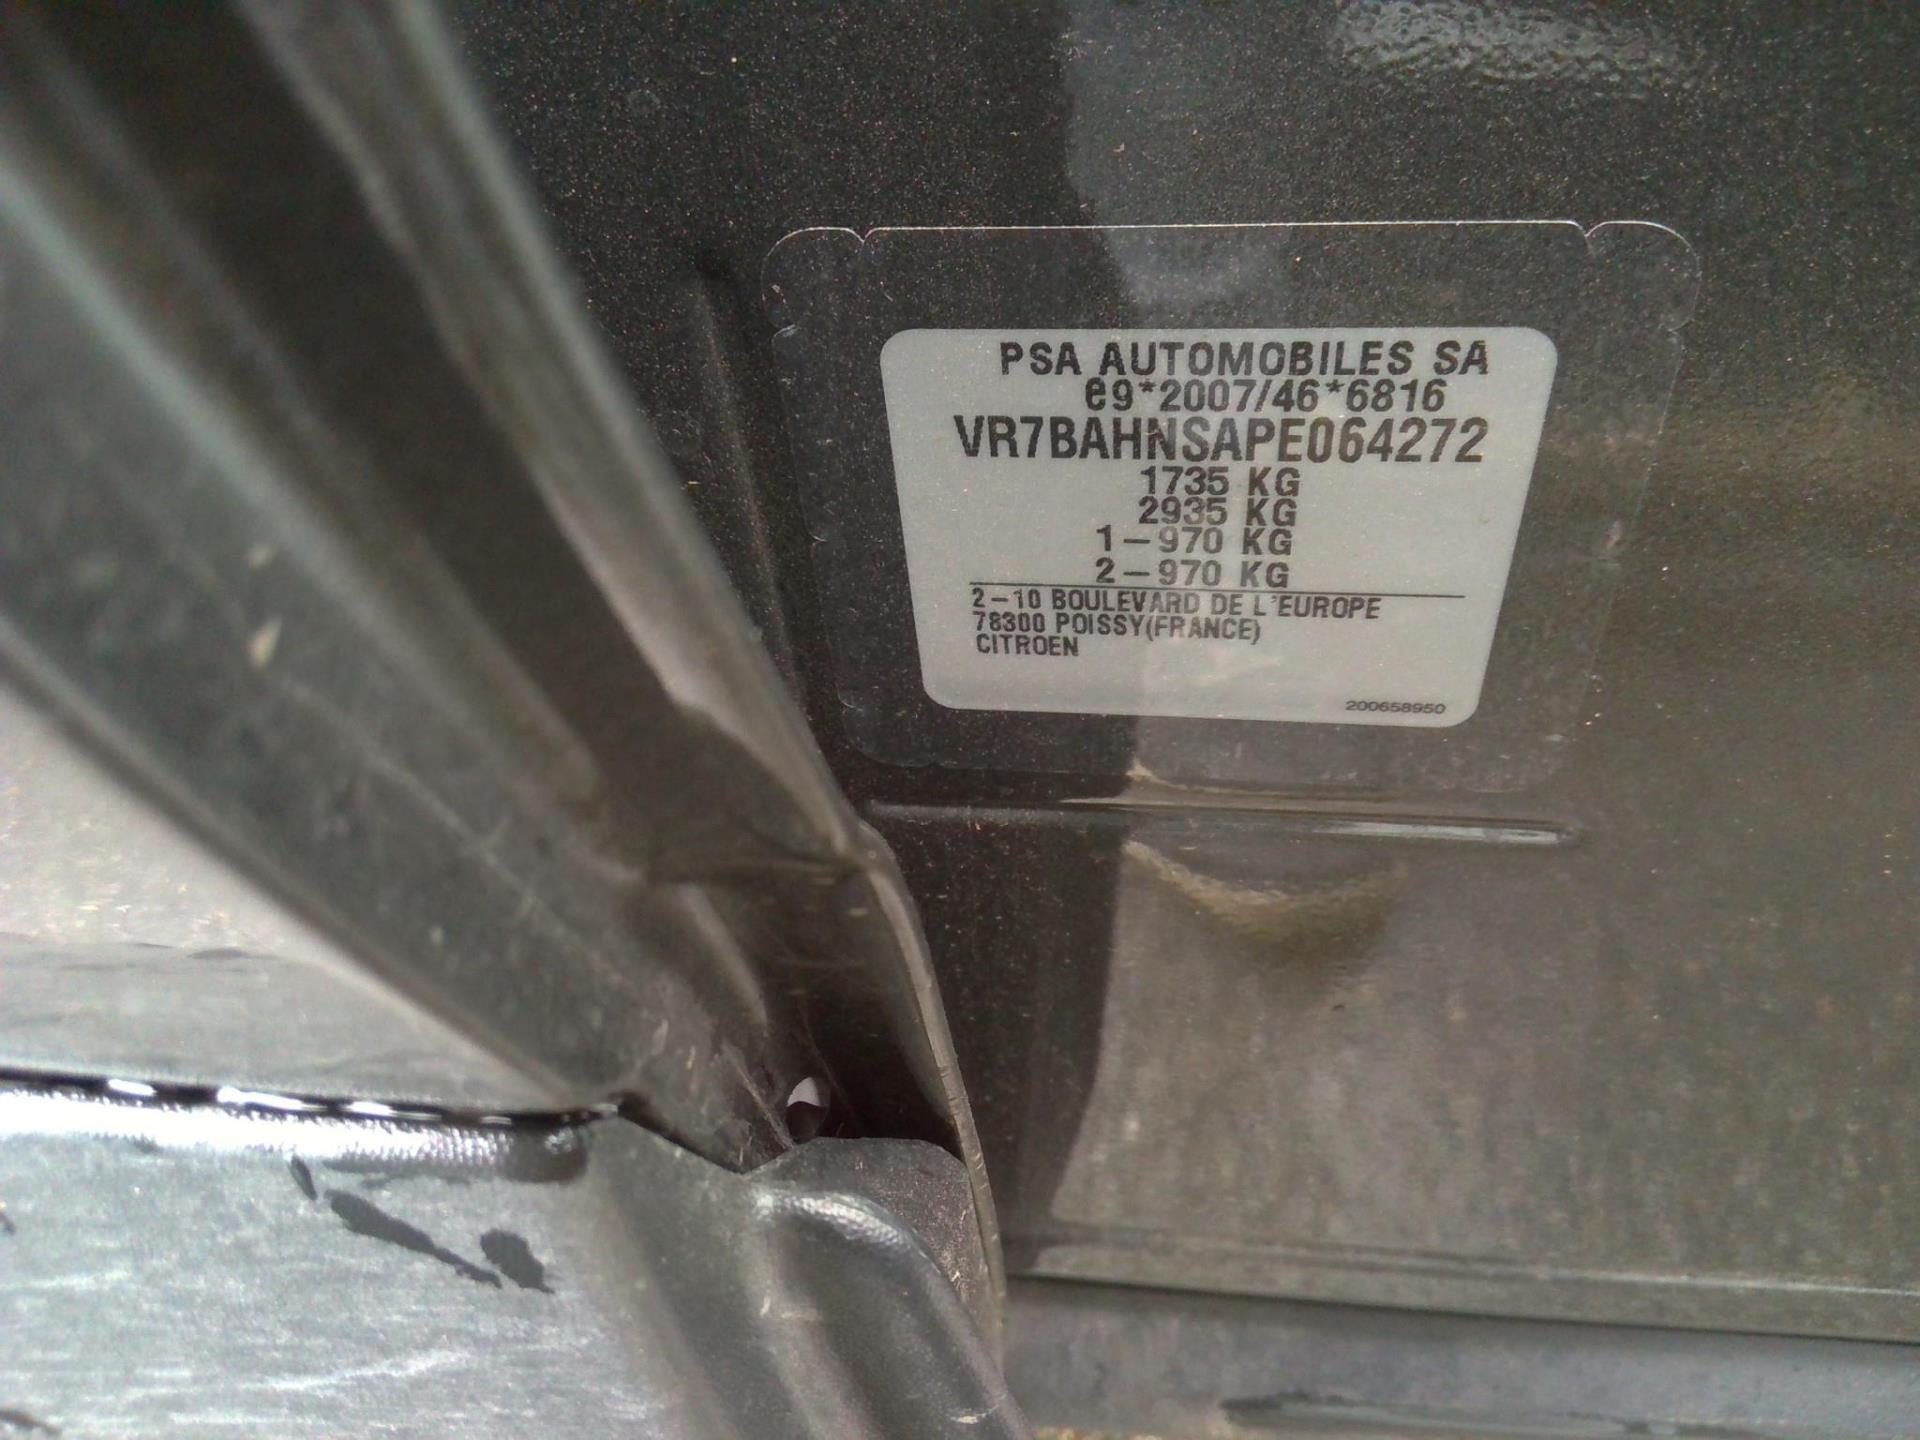 PSA AUTOMOBILES SA
e9*2007/46*6816
VR7BAHNSAPE064272
1735 KG
2935 KG
1-970 KG
2-970 KG
2-10 BOULEVARD DE L'EUROPE
78300 POISSY(FRANCE)
CITROEN
200658950